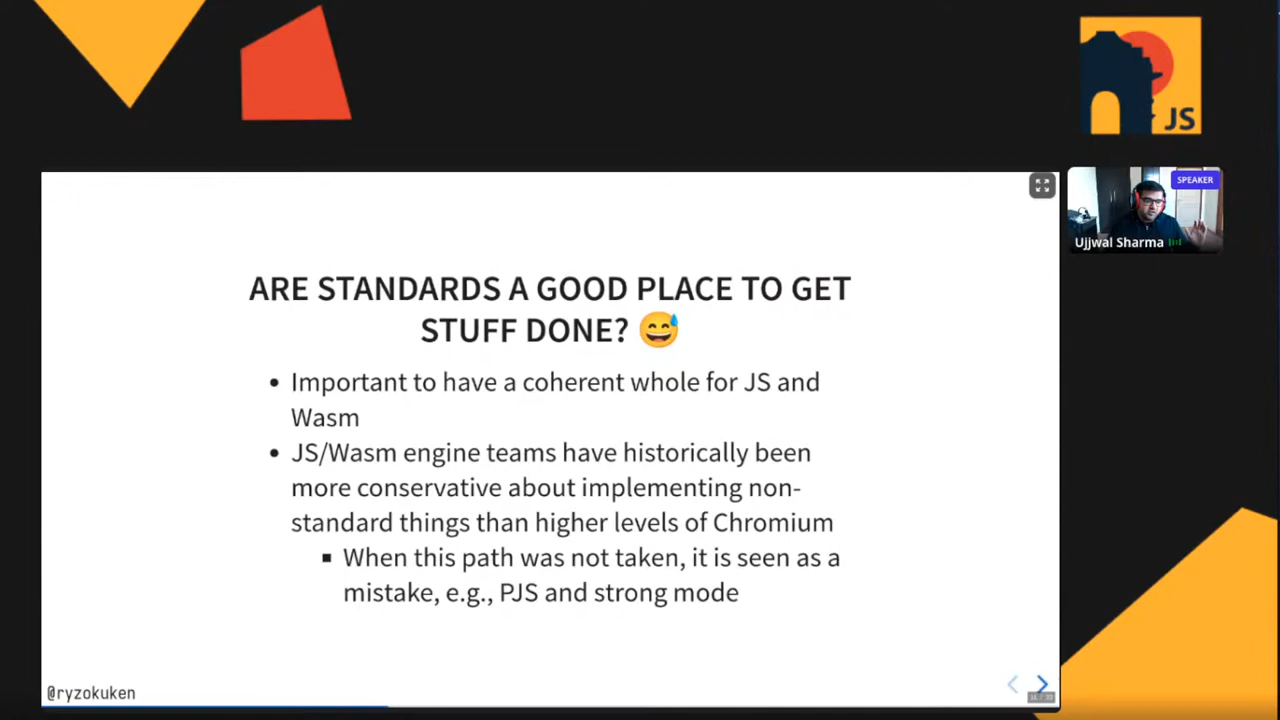 JS
SPEAKER
Ujjwal Sharma
ARE STANDARDS A GOOD PLACE TO GET
STUFF DONE? 😅
• Important to have a coherent whole for JS and
Wasm
• JS/Wasm engine teams have historically been
more conservative about implementing non-
standard things than higher levels of Chromium
▪ When this path was not taken, it is seen as a
mistake, e.g., PJS and strong mode
@ryzokuken